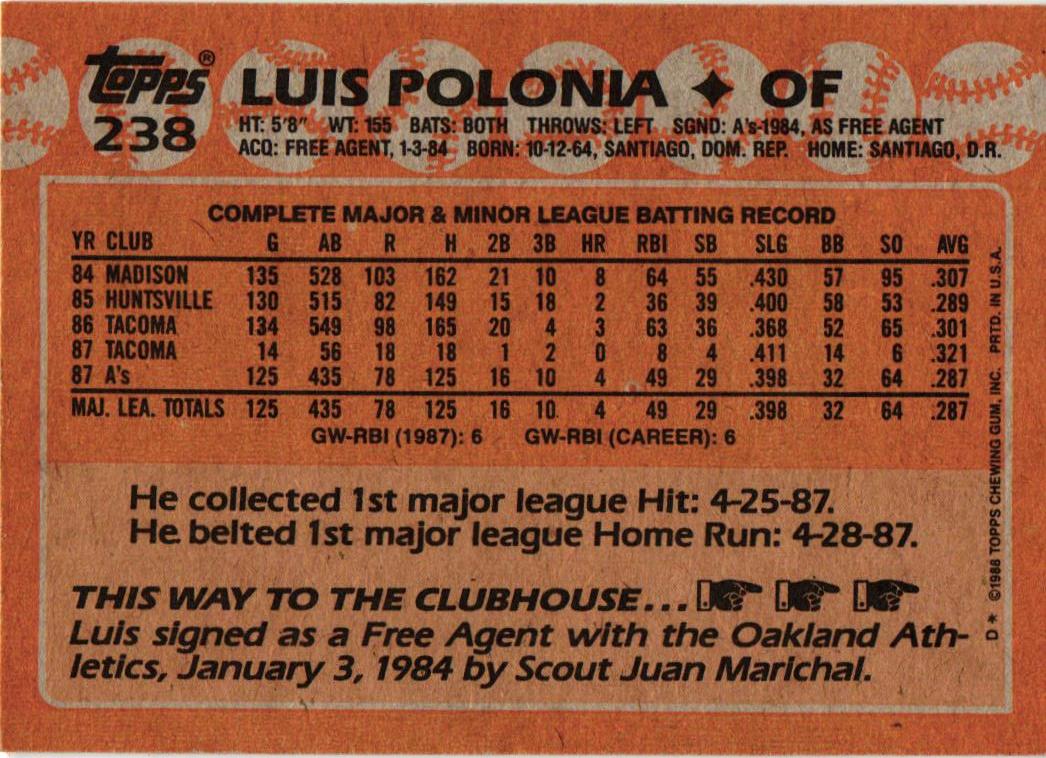 Topps® LUIS POLONIA ✦ OF
238
HT: 5'8" WT: 155 BATS: BOTH THROWS: LEFT SGND: A's-1984, AS FREE AGENT
ACQ: FREE AGENT, 1-3-84 BORN: 10-12-64, SANTIAGO, DOM. REP. HOME: SANTIAGO, D.R.
COMPLETE MAJOR & MINOR LEAGUE BATTING RECORD
YR CLUB G AB R H 2B 3B HR RBI SB SLG BB SO AVG
84 MADISON 135 528 103 162 21 10 8 64 55 .430 57 95 .307
85 HUNTSVILLE 130 515 82 149 15 18 2 36 39 .400 58 53 .289
86 TACOMA 134 549 98 165 20 4 3 63 36 .368 52 65 .301
87 TACOMA 14 56 18 18 1 2 0 8 4 .411 14 6 .321
87 A's 125 435 78 125 16 10 4 49 29 .398 32 64 .287
MAJ. LEA. TOTALS 125 435 78 125 16 10 4 49 29 .398 32 64 .287
GW-RBI (1987): 6 GW-RBI (CAREER): 6
He collected 1st major league Hit: 4-25-87.
He belted 1st major league Home Run: 4-28-87.
THIS WAY TO THE CLUBHOUSE...
Luis signed as a Free Agent with the Oakland Ath-
letics, January 3, 1984 by Scout Juan Marichal.
D* ©1988 TOPPS CHEWING GUM, INC. PRTD. IN U.S.A.